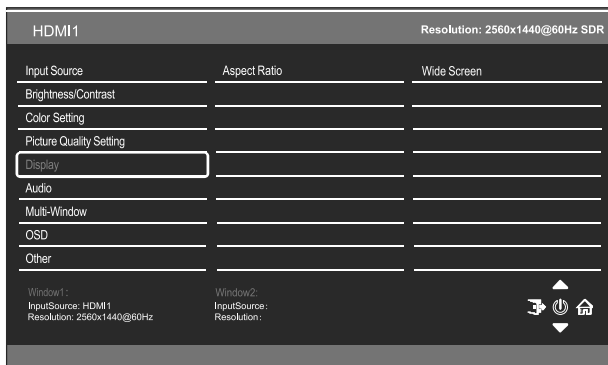 HDMI1 Resolution: 2560x1440@60Hz SDR
Input Source Aspect Ratio Wide Screen
Brightness/Contrast
Color Setting
Picture Quality Setting
Display
Audio
Multi-Window
OSD
Other
Window1: Window2:
InputSource: HDMI1 InputSource:
Resolution: 2560x1440@60Hz Resolution: